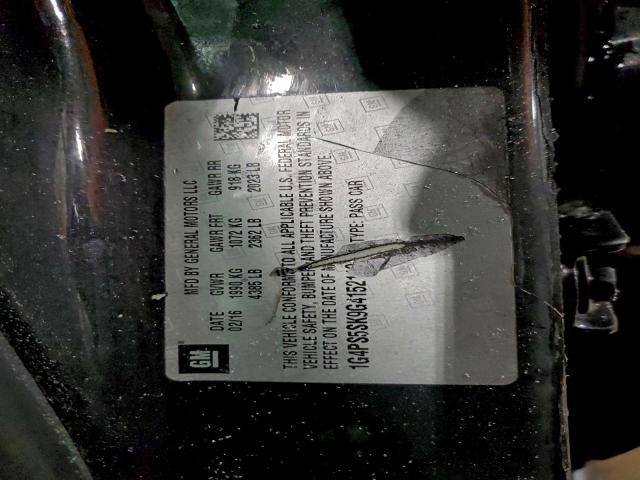 GM
MFD BY GENERAL MOTORS LLC
DATE GVWR GAWR FRT GAWR RR
02/16 1990 KG 1072 KG 918 KG
4385 LB 2362 LB 2023 LB
THIS VEHICLE CONFORMS TO ALL APPLICABLE U.S. FEDERAL MOTOR
VEHICLE SAFETY, BUMPER, AND THEFT PREVENTION STANDARDS IN
EFFECT ON THE DATE OF MANUFACTURE SHOWN ABOVE.
TYPE: PASS CAR